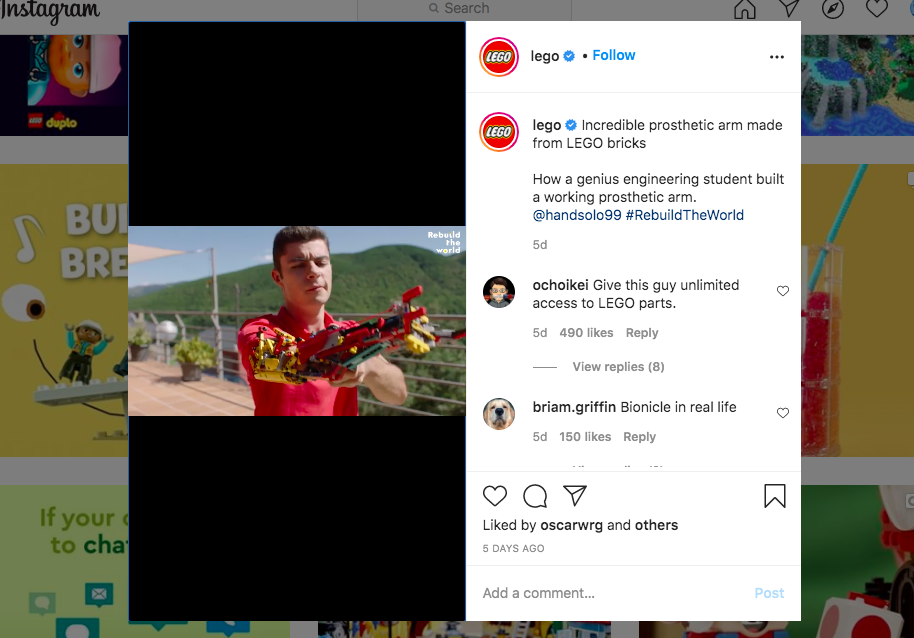 Instagram
Search
LEGO
lego • Follow
LEGO
lego Incredible prosthetic arm made
from LEGO bricks
How a genius engineering student built
a working prosthetic arm.
@handsolo99 #RebuildTheWorld
5d
ochoikei Give this guy unlimited
access to LEGO parts.
5d 490 likes Reply
View replies (8)
briam.griffin Bionicle in real life
5d 150 likes Reply
Liked by oscarwrg and others
5 DAYS AGO
Add a comment... Post
Rebuild
the
world
LEGO duplo
BUI
BRE
If your
to chat